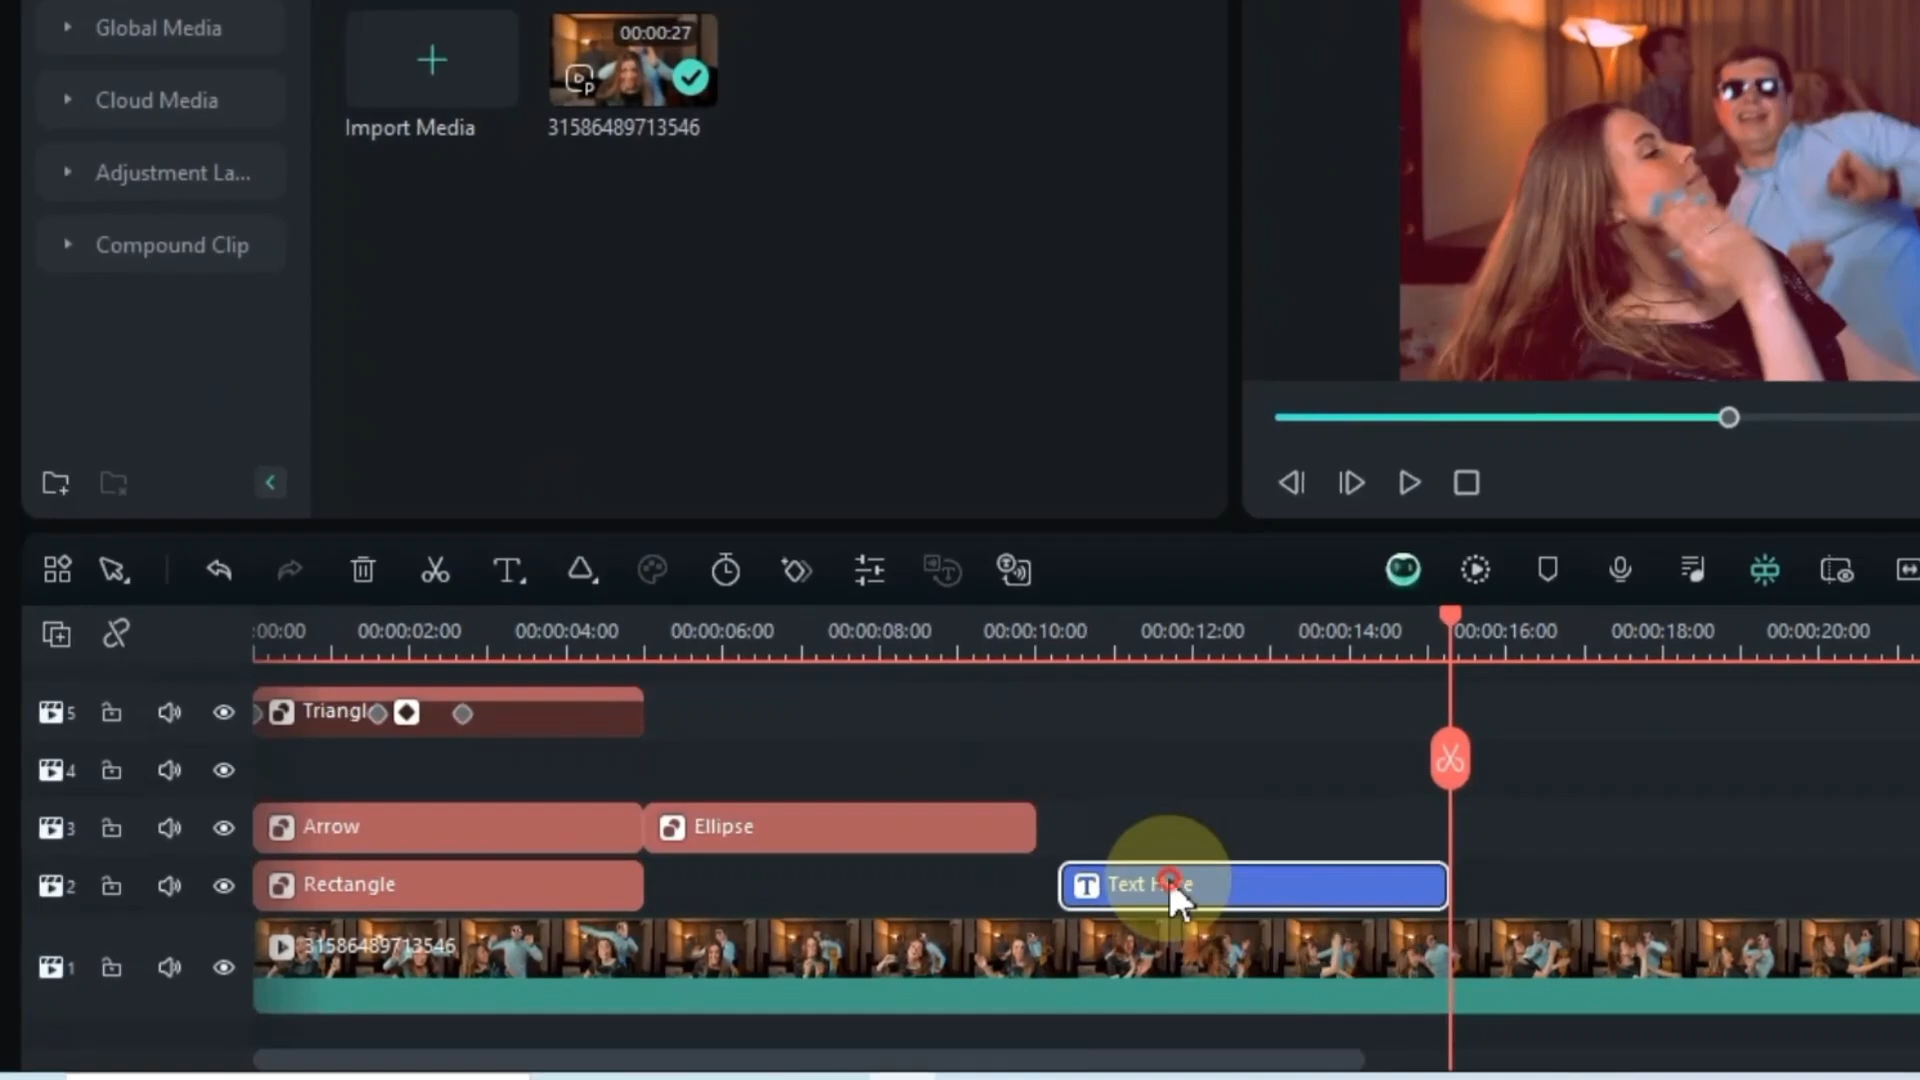 Global Media
Cloud Media
Adjustment La...
Compound Clip
Import Media
00:00:27
P
31586489713546
:00:00 00:00:02:00 00:00:04:00 00:00:06:00 00:00:08:00 00:00:10:00 00:00:12:00 00:00:14:00 00:00:16:00 00:00:18:00 00:00:20:00
5 Triangl
4
3 Arrow Ellipse
2 Rectangle T Text
1 31586489713546